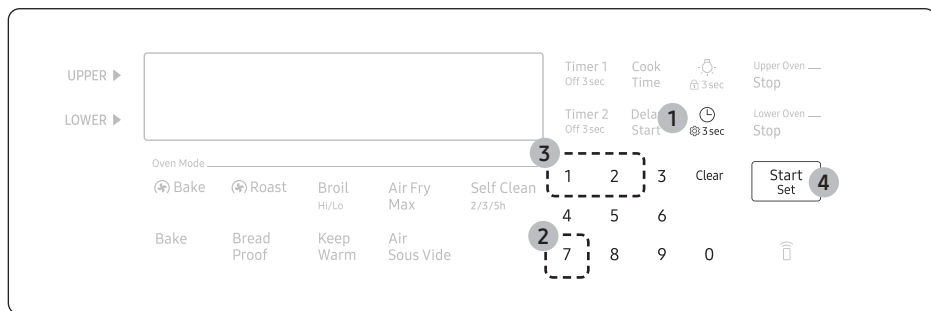 UPPER ▶
LOWER ▶
Timer 1
Off 3 sec
Cook
Time
3 sec
Upper Oven
Stop
Timer 2
Off 3 sec
Start
1
3 sec
Lower Oven
Stop
Oven Mode
Bake
Roast
Broil
Hi/Lo
Air Fry
Max
Self Clean
2/3/5h
3
1 2 3 Clear
Start
Set
4
4 5 6
Bake
Bread
Proof
Keep
Warm
Air
Sous Vide
2
7 8 9 0